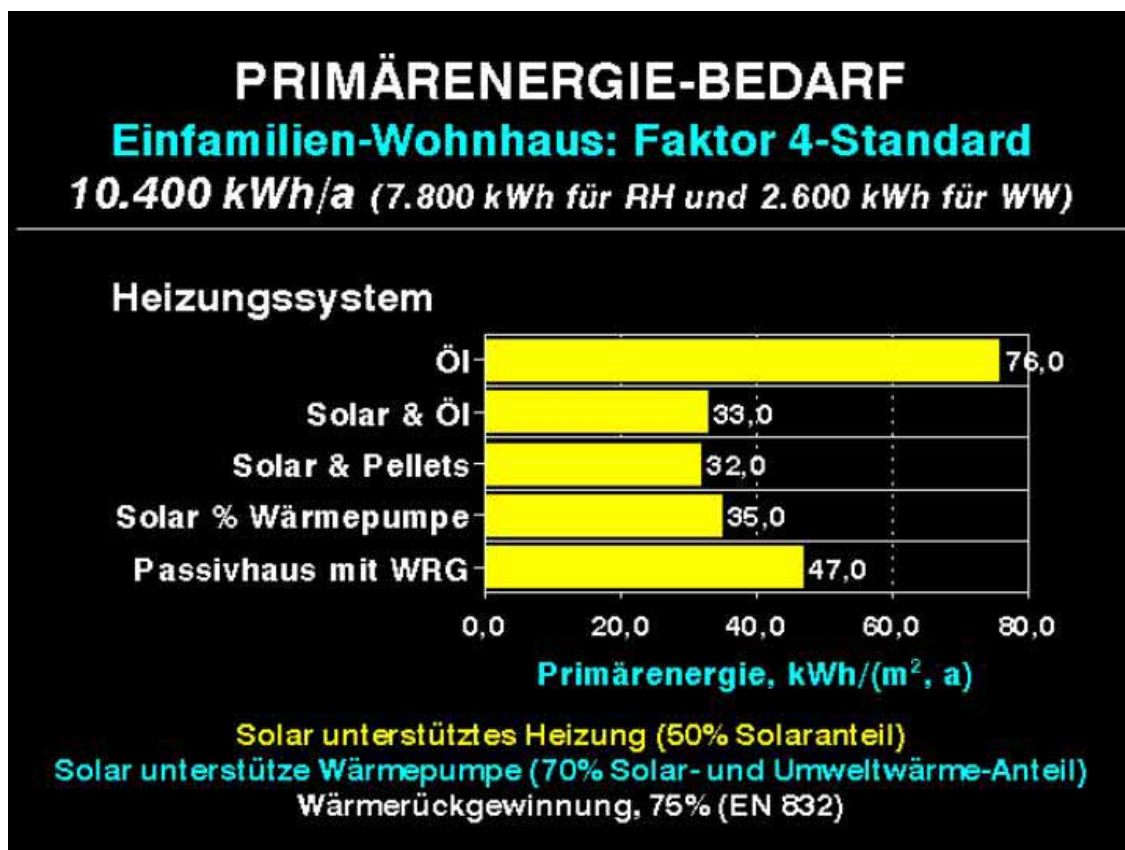 PRIMÄRENERGIE-BEDARF
Einfamilien-Wohnhaus: Faktor 4-Standard
10.400 kWh/a (7.800 kWh für RH und 2.600 kWh für WW)
Heizungssystem
Öl 76,0
Solar & Öl 33,0
Solar & Pellets 32,0
Solar % Wärmepumpe 35,0
Passivhaus mit WRG 47,0
0,0 20,0 40,0 60,0 80,0
Primärenergie, kWh/(m², a)
Solar unterstütztes Heizung (50% Solaranteil)
Solar unterstütze Wärmepumpe (70% Solar- und Umweltwärme-Anteil)
Wärmerückgewinnung, 75% (EN 832)